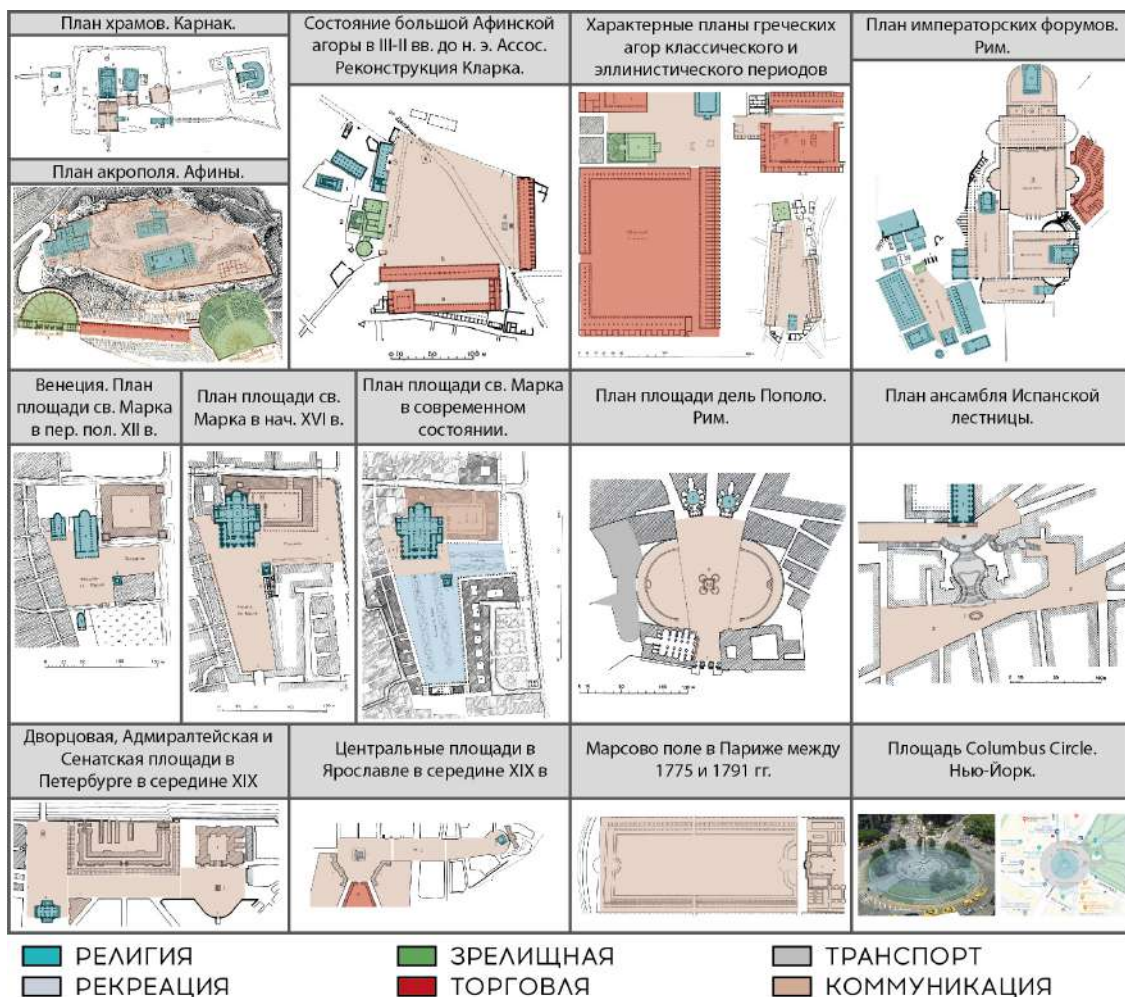 План храмов. Карнак.
Состояние большой Афинской
агоры в III-II вв. до н. э. Ассос.
Реконструкция Кларка.
Характерные планы греческих
агор классического и
эллинистического периодов
План императорских форумов.
Рим.
План акрополя. Афины.
Венеция. План
площади св. Марка
в пер. пол. XII в.
План площади св.
Марка в нач. XVI в.
План площади св. Марка
в современном
состоянии.
План площади дель Пополо.
Рим.
План ансамбля Испанской
лестницы.
Дворцовая, Адмиралтейская и
Сенатская площади в
Петербурге в середине XIX
Центральные площади в
Ярославле в середине XIX в
Марсово поле в Париже между
1775 и 1791 гг.
Площадь Columbus Circle.
Нью-Йорк.
РЕЛИГИЯ
ЗРЕЛИЩНАЯ
ТРАНСПОРТ
РЕКРЕАЦИЯ
ТОРГОВЛЯ
КОММУНИКАЦИЯ